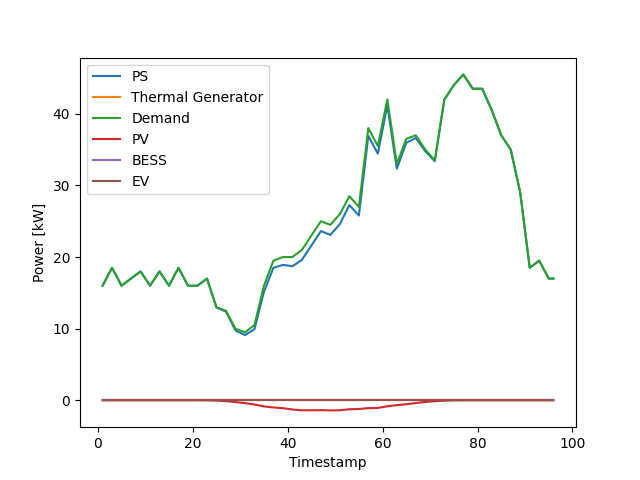 PS
Thermal Generator
Demand
PV
BESS
EV
Power [kW]
40
30
20
10
0
0 20 40 60 80 100
Timestamp